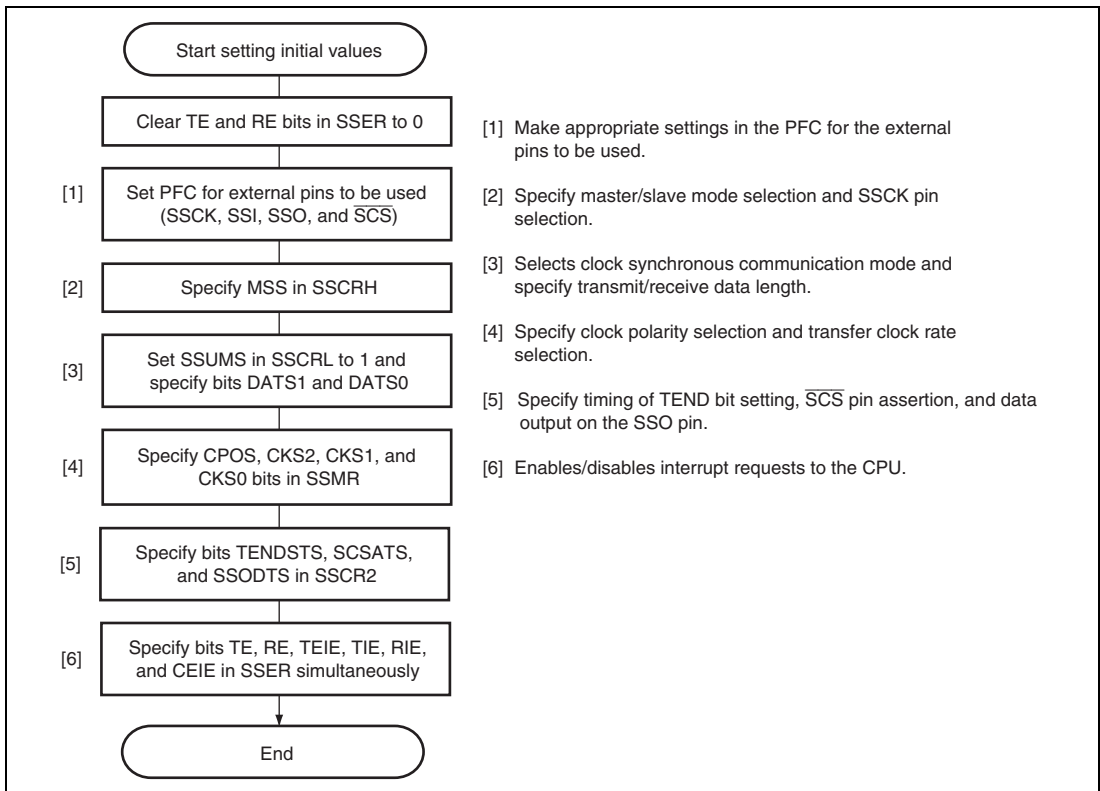 Start setting initial values
Clear TE and RE bits in SSER to 0
[1]
Set PFC for external pins to be used
(SSCK, SSI, SSO, and S̅C̅S̅)
[2]
Specify MSS in SSCRH
[3]
Set SSUMS in SSCRL to 1 and
specify bits DATS1 and DATS0
[4]
Specify CPOS, CKS2, CKS1, and
CKS0 bits in SSMR
[5]
Specify bits TENDSTS, SCSATS,
and SSODTS in SSCR2
[6]
Specify bits TE, RE, TEIE, TIE, RIE,
and CEIE in SSER simultaneously
End
[1] Make appropriate settings in the PFC for the external
pins to be used.
[2] Specify master/slave mode selection and SSCK pin
selection.
[3] Selects clock synchronous communication mode and
specify transmit/receive data length.
[4] Specify clock polarity selection and transfer clock rate
selection.
[5] Specify timing of TEND bit setting, S̅C̅S̅ pin assertion, and data
output on the SSO pin.
[6] Enables/disables interrupt requests to the CPU.